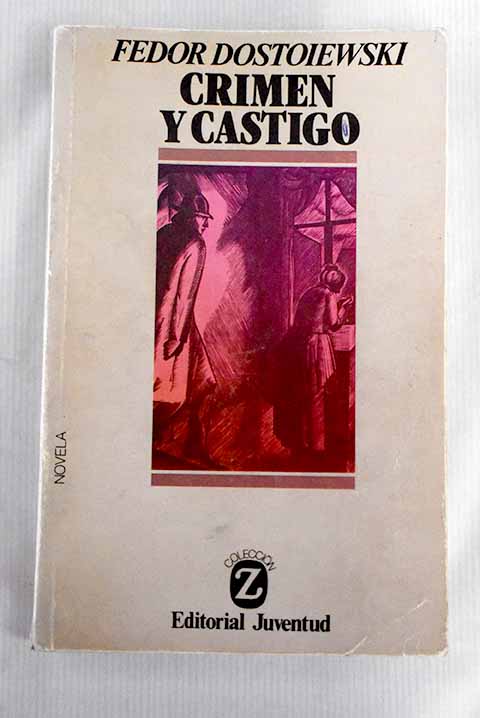 FEDOR DOSTOIEWSKI
CRIMEN
Y CASTIGO
NOVELA
COLECCIÓN
Z
Editorial Juventud